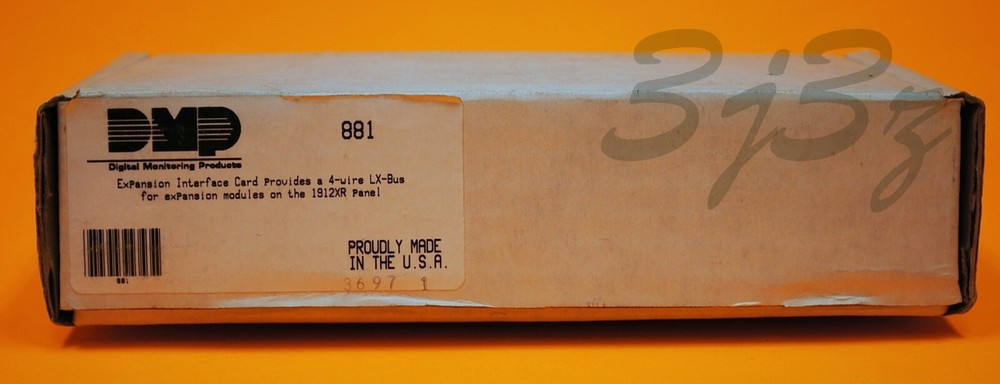 DMP
881
Digital Monitoring Products
Expansion Interface Card Provides a 4-wire LX-Bus
for expansion modules on the 1912XR Panel
PROUDLY MADE
IN THE U.S.A.
881
3697 1
3j3z